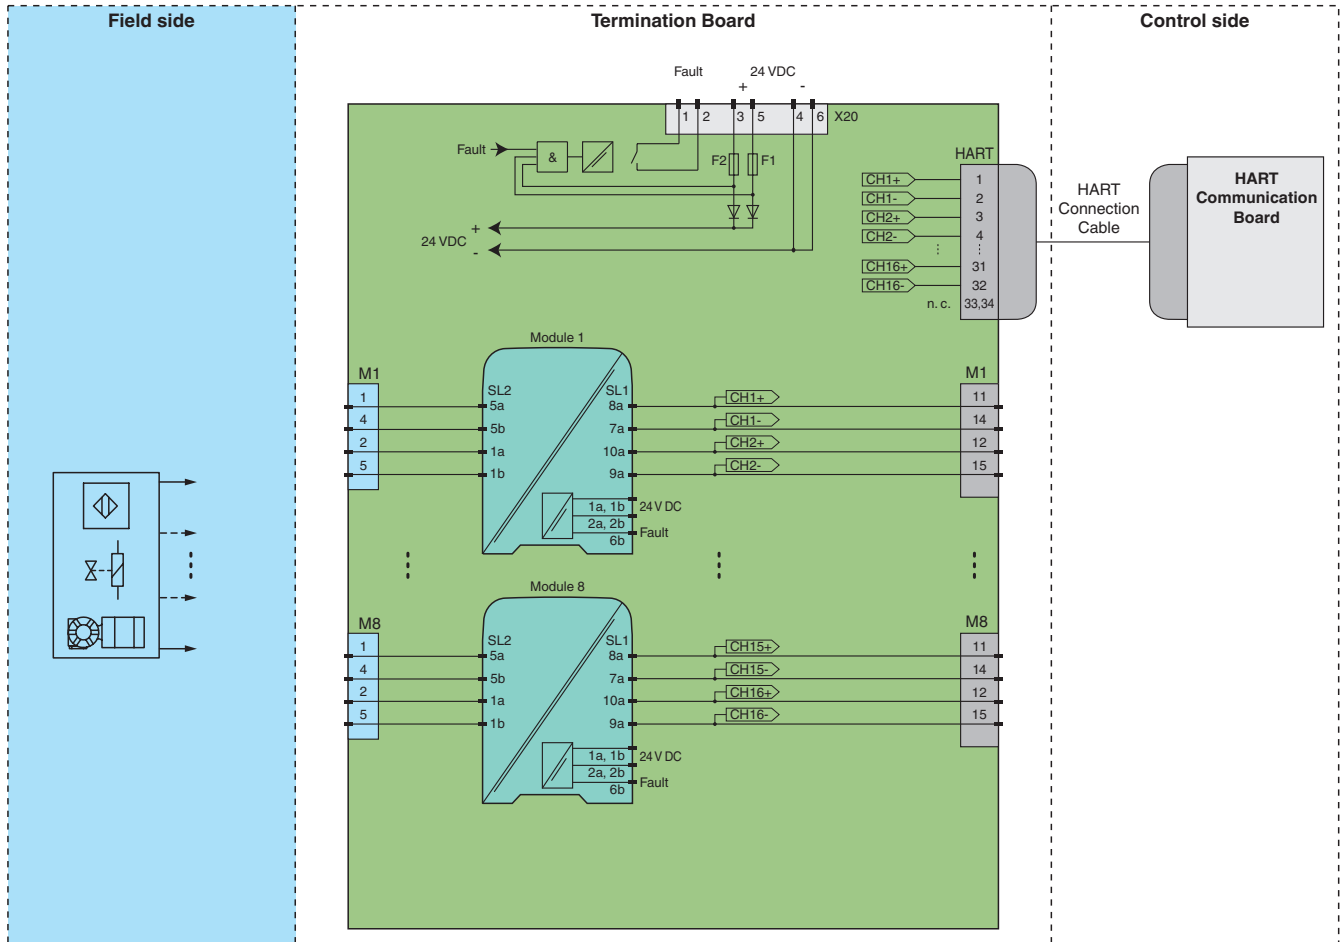 Field side
Termination Board
Control side
Fault
24 VDC
+
-
1
2
3
5
4
6
X20
Fault
&
F2
F1
+
24 VDC
-
HART
CH1+
1
CH1-
2
CH2+
3
CH2-
4
CH16+
31
CH16-
32
n. c.
33,34
HART
Connection
Cable
HART
Communication
Board
Module 1
M1
1
4
2
5
SL2
5a
5b
1a
1b
SL1
8a
7a
10a
9a
1a, 1b
24 V DC
2a, 2b
Fault
6b
CH1+
CH1-
CH2+
CH2-
M1
11
14
12
15
Module 8
M8
1
4
2
5
SL2
5a
5b
1a
1b
SL1
8a
7a
10a
9a
1a, 1b
24 V DC
2a, 2b
Fault
6b
CH15+
CH15-
CH16+
CH16-
M8
11
14
12
15